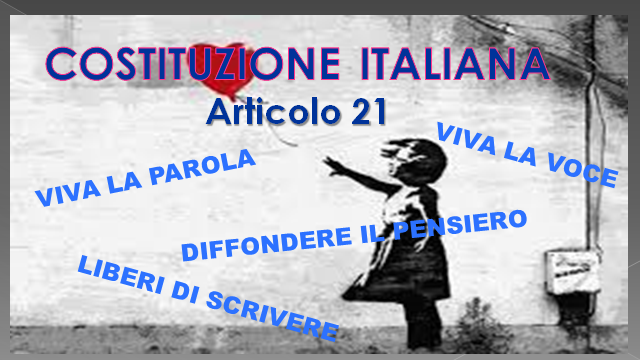 COSTITUZIONE ITALIANA
Articolo 21
VIVA LA VOCE
VIVA LA PAROLA
DIFFONDERE IL PENSIERO
LIBERI DI SCRIVERE